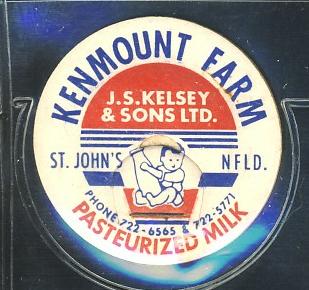 KENMOUNT FARM
J.S. KELSEY
& SONS LTD.
ST. JOHN'S NFLD.
PHONE 722-6565 & 722-5771
PASTEURIZED MILK